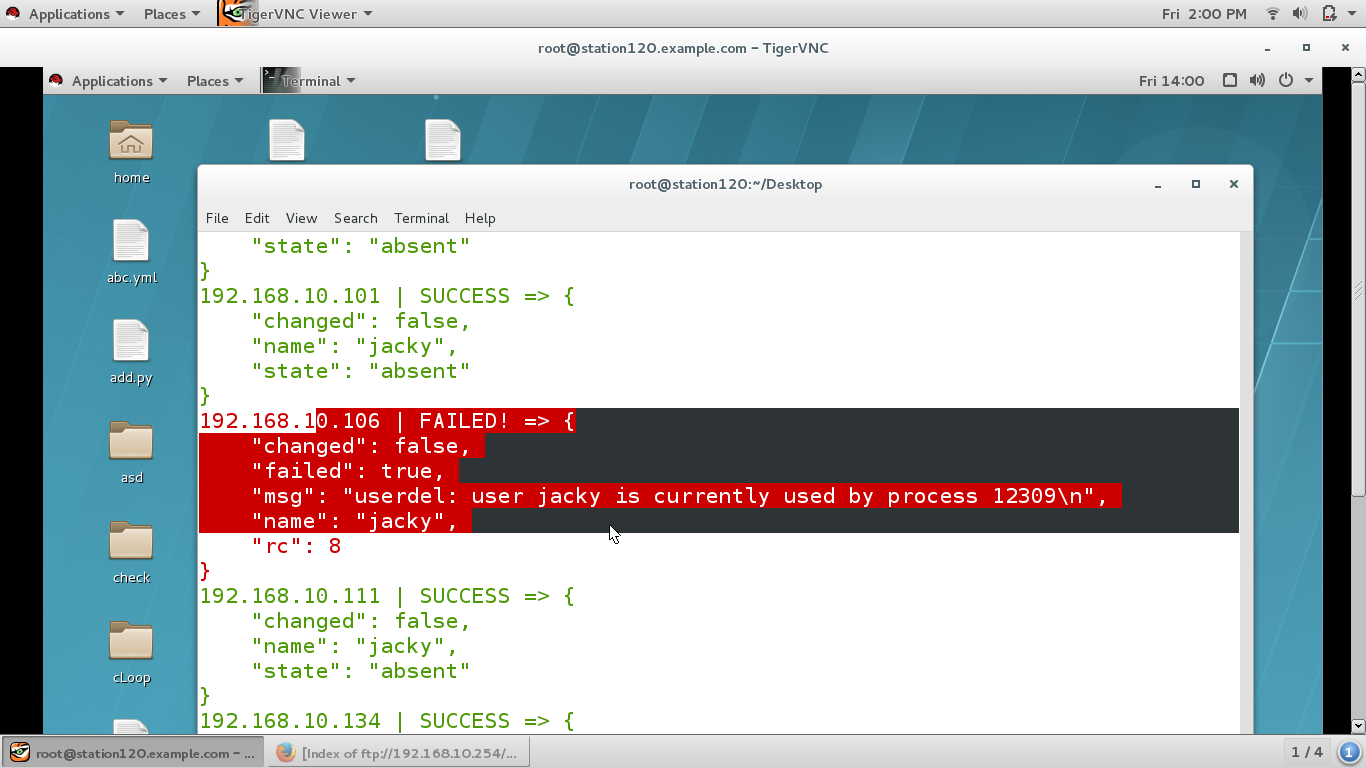 Applications Places TigerVNC Viewer Fri 2:00 PM
root@station120.example.com - TigerVNC
Applications Places Terminal Fri 14:00
home
abc.yml
add.py
asd
check
cLoop
root@station120:~/Desktop
File Edit View Search Terminal Help
"state": "absent"
}
192.168.10.101 | SUCCESS => {
"changed": false,
"name": "jacky",
"state": "absent"
}
192.168.10.106 | FAILED! => {
"changed": false,
"failed": true,
"msg": "userdel: user jacky is currently used by process 12309\n",
"name": "jacky",
"rc": 8
}
192.168.10.111 | SUCCESS => {
"changed": false,
"name": "jacky",
"state": "absent"
}
192.168.10.134 | SUCCESS => {
root@station120.example.com - ... [Index of ftp://192.168.10.254/... 1 / 4 1